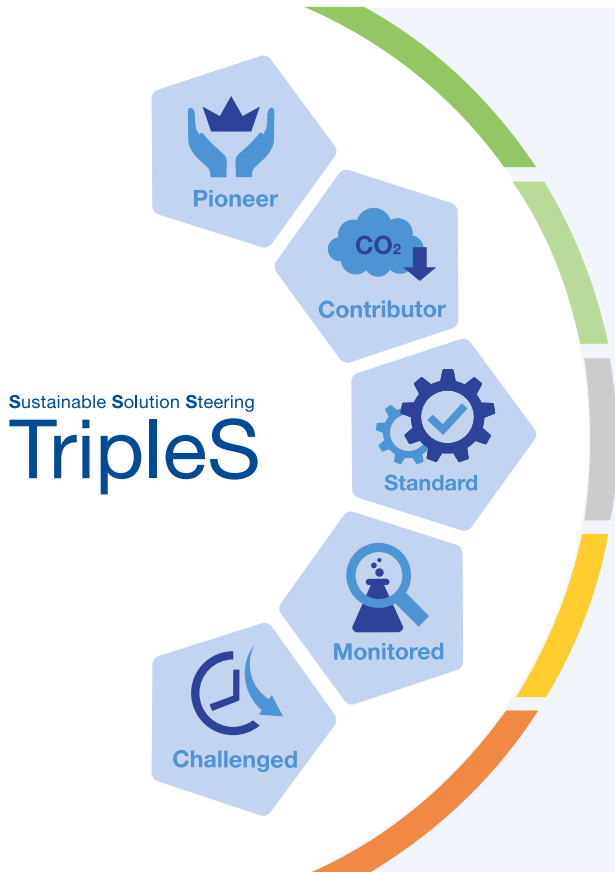 Pioneer
CO₂
Contributor
Sustainable Solution Steering
TripleS
Standard
Monitored
Challenged